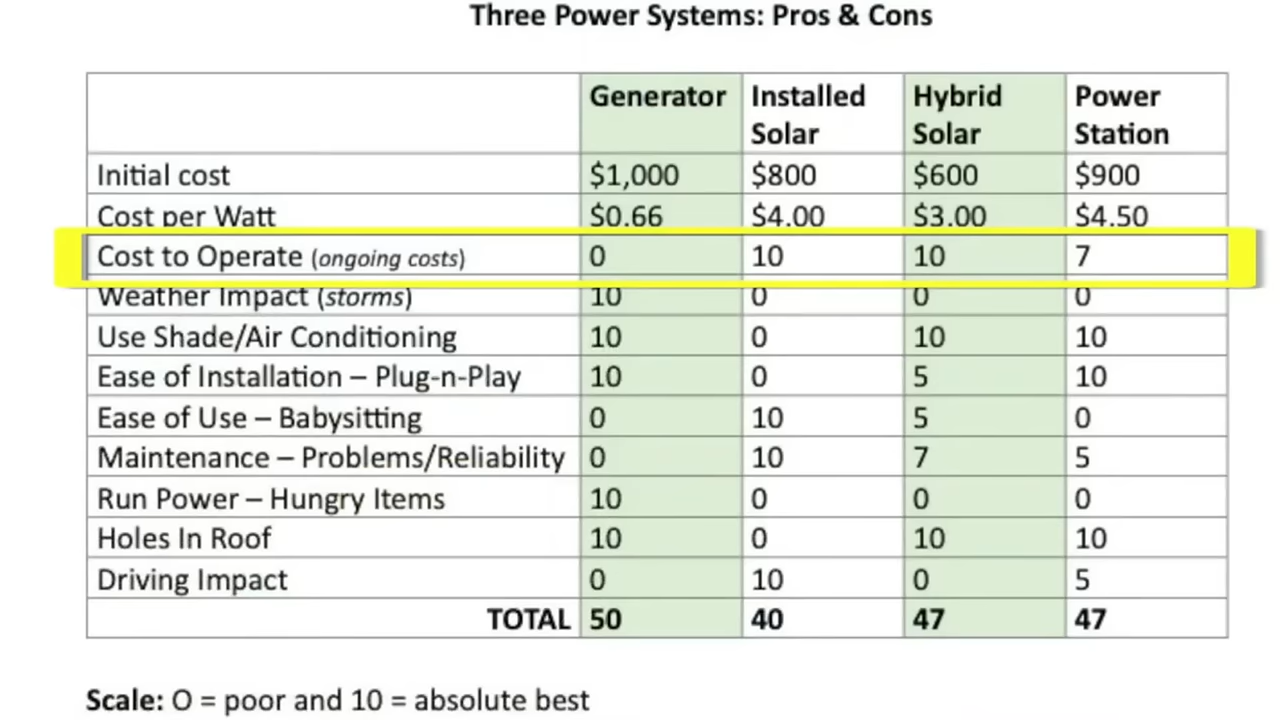 Three Power Systems: Pros & Cons
Generator Installed Solar Hybrid Solar Power Station
Initial cost $1,000 $800 $600 $900
Cost per Watt $0.66 $4.00 $3.00 $4.50
Cost to Operate (ongoing costs) 0 10 10 7
Weather Impact (storms) 10 0 0 0
Use Shade/Air Conditioning 10 0 10 10
Ease of Installation – Plug-n-Play 10 0 5 10
Ease of Use – Babysitting 0 10 5 0
Maintenance – Problems/Reliability 0 10 7 5
Run Power – Hungry Items 10 0 0 0
Holes In Roof 10 0 10 10
Driving Impact 0 10 0 5
TOTAL 50 40 47 47
Scale: O = poor and 10 = absolute best